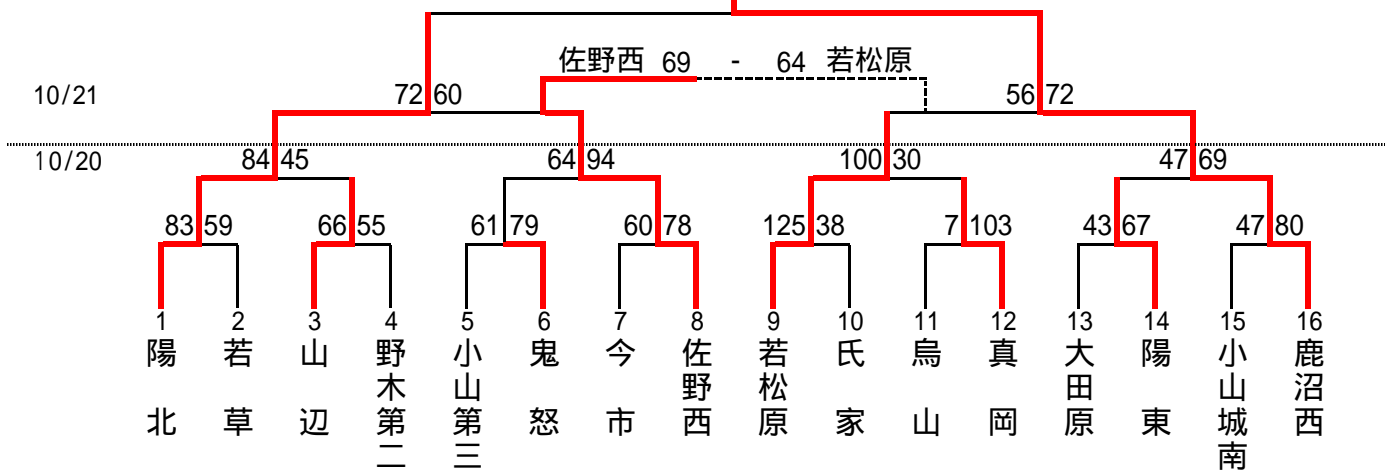 佐野西 69 - 64 若松原
10/21 72 60 56 72
10/20 84 45 64 94 100 30 47 69
83 59 66 55 61 79 60 78 125 38 7 103 43 67 47 80
1 2 3 4 5 6 7 8 9 10 11 12 13 14 15 16
陽北
若草
山辺
野木第二
小山第三
鬼怒
今市
佐野西
若松原
氏家
烏山
真岡
大田原
陽東
小山城南
鹿沼西